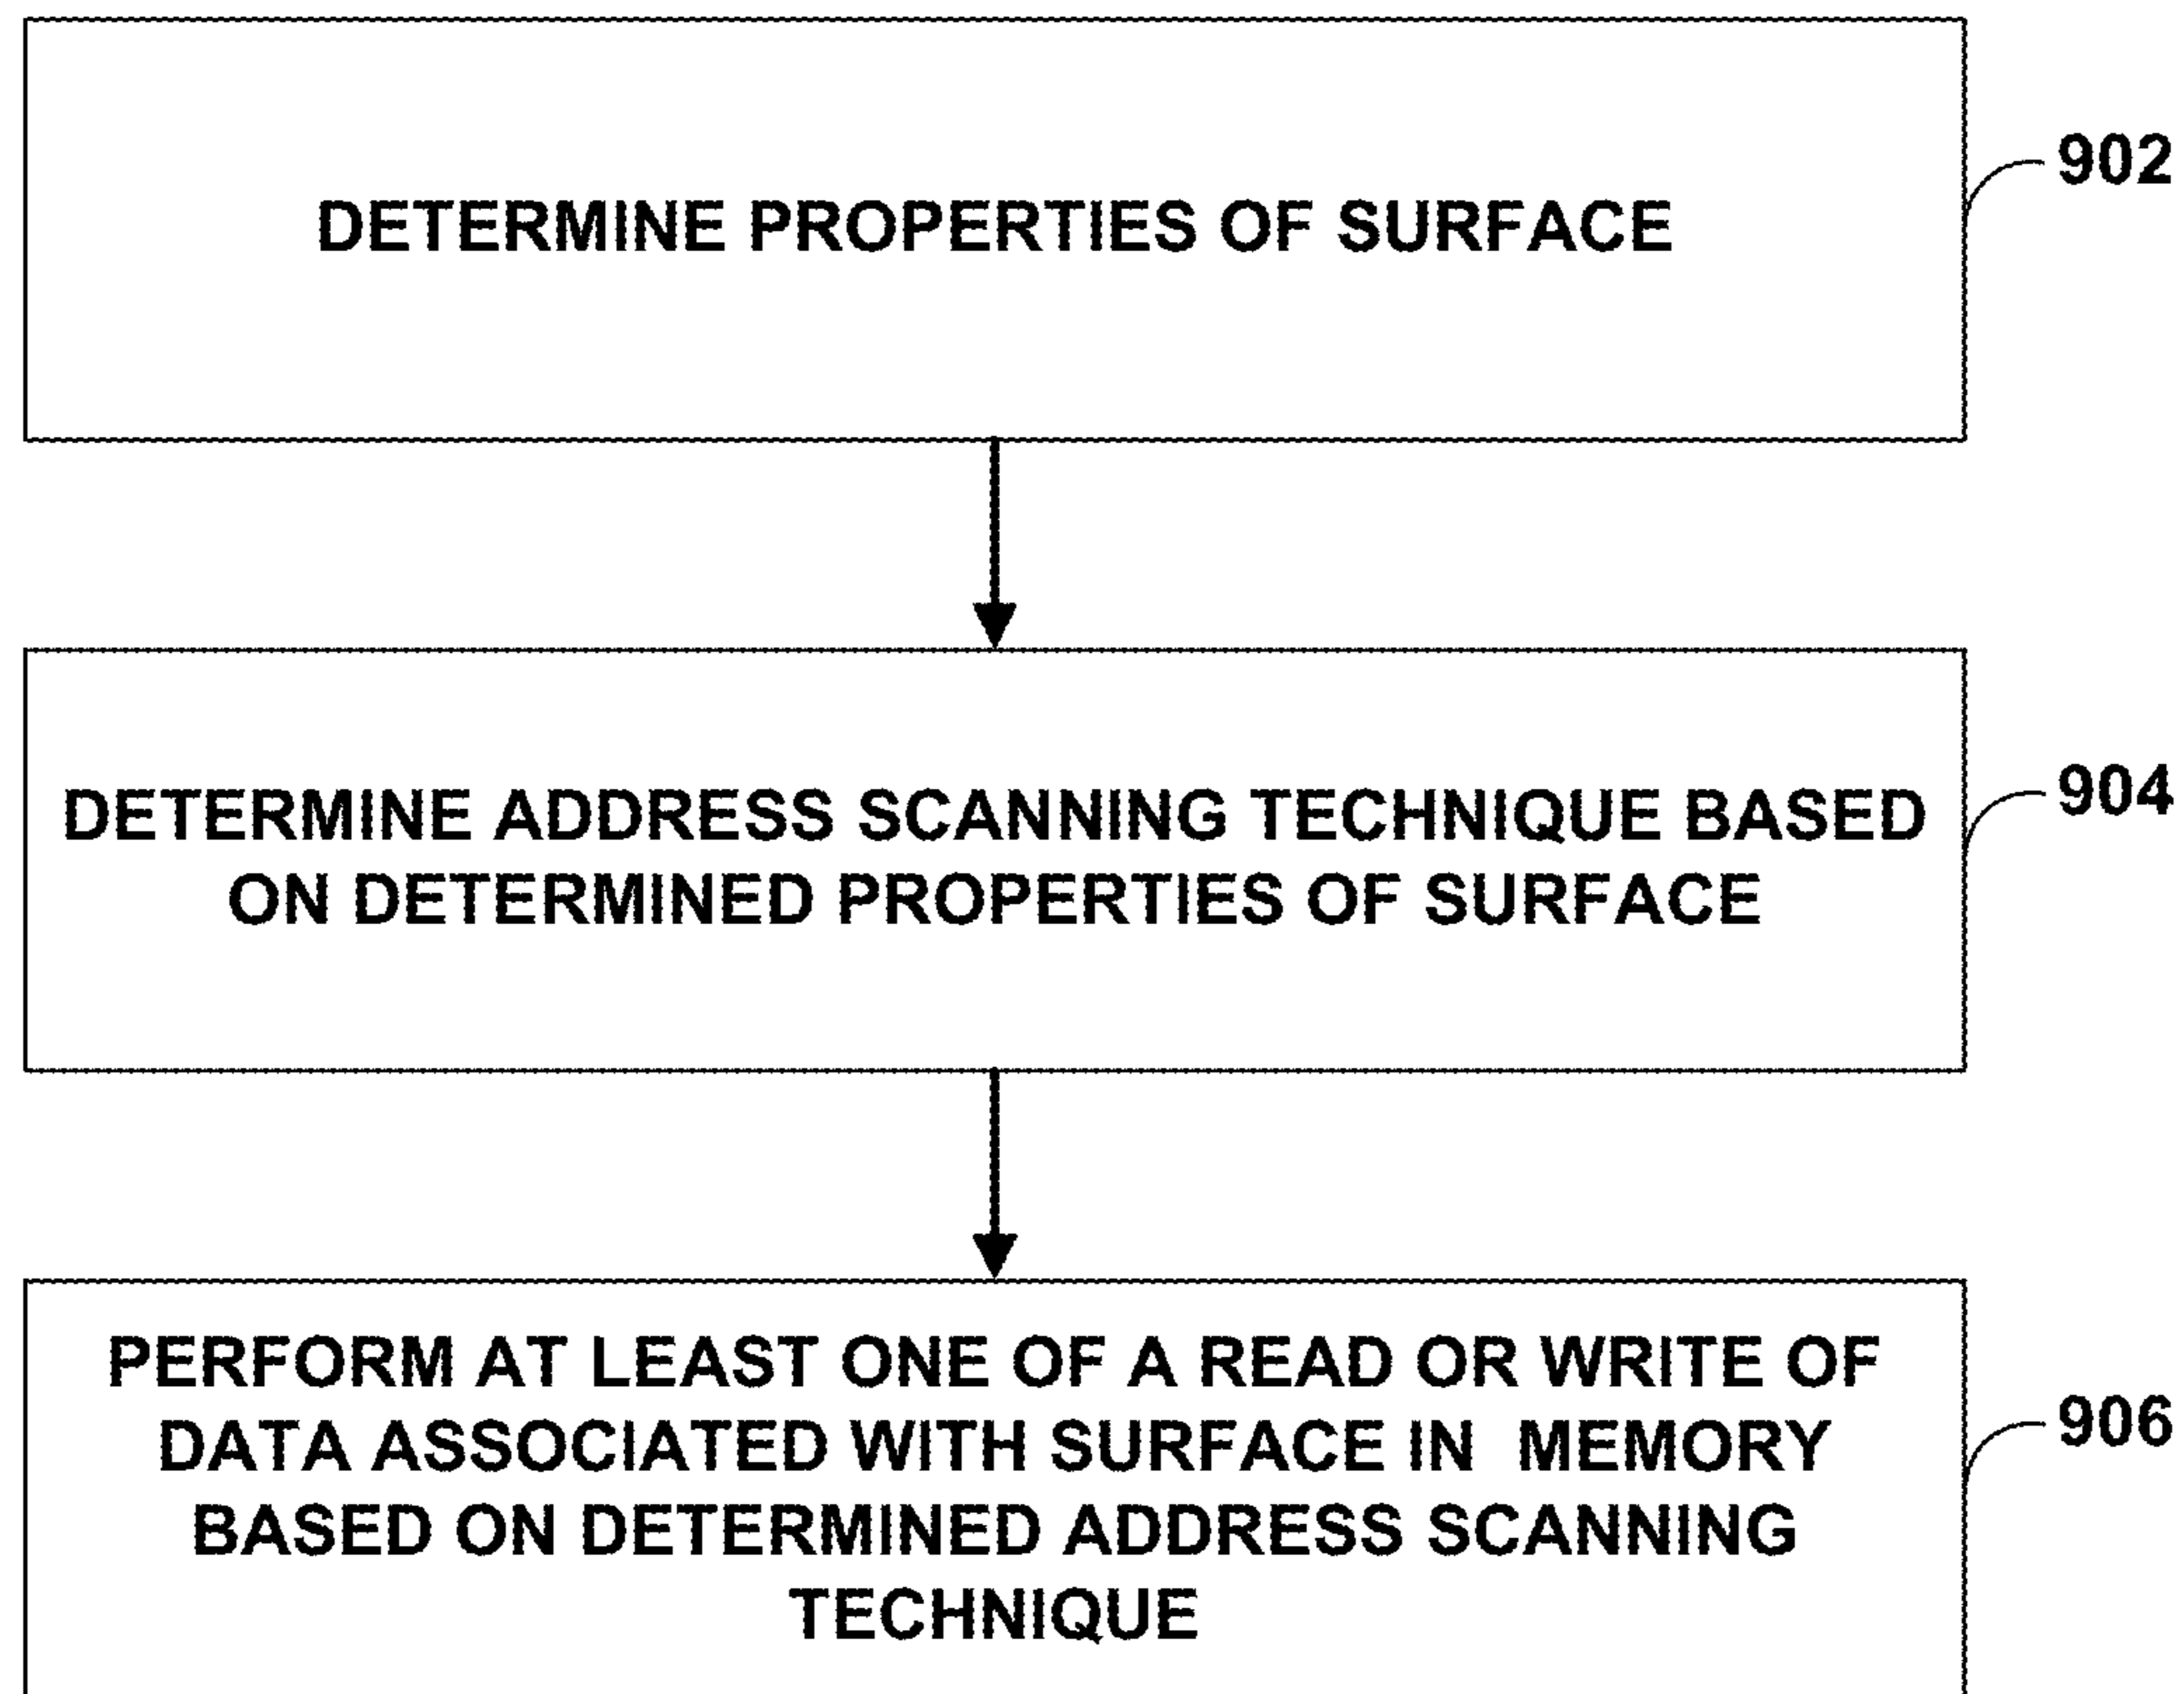 DETERMINE PROPERTIES OF SURFACE
902
DETERMINE ADDRESS SCANNING TECHNIQUE BASED
ON DETERMINED PROPERTIES OF SURFACE
904
PERFORM AT LEAST ONE OF A READ OR WRITE OF
DATA ASSOCIATED WITH SURFACE IN MEMORY
BASED ON DETERMINED ADDRESS SCANNING
TECHNIQUE
906